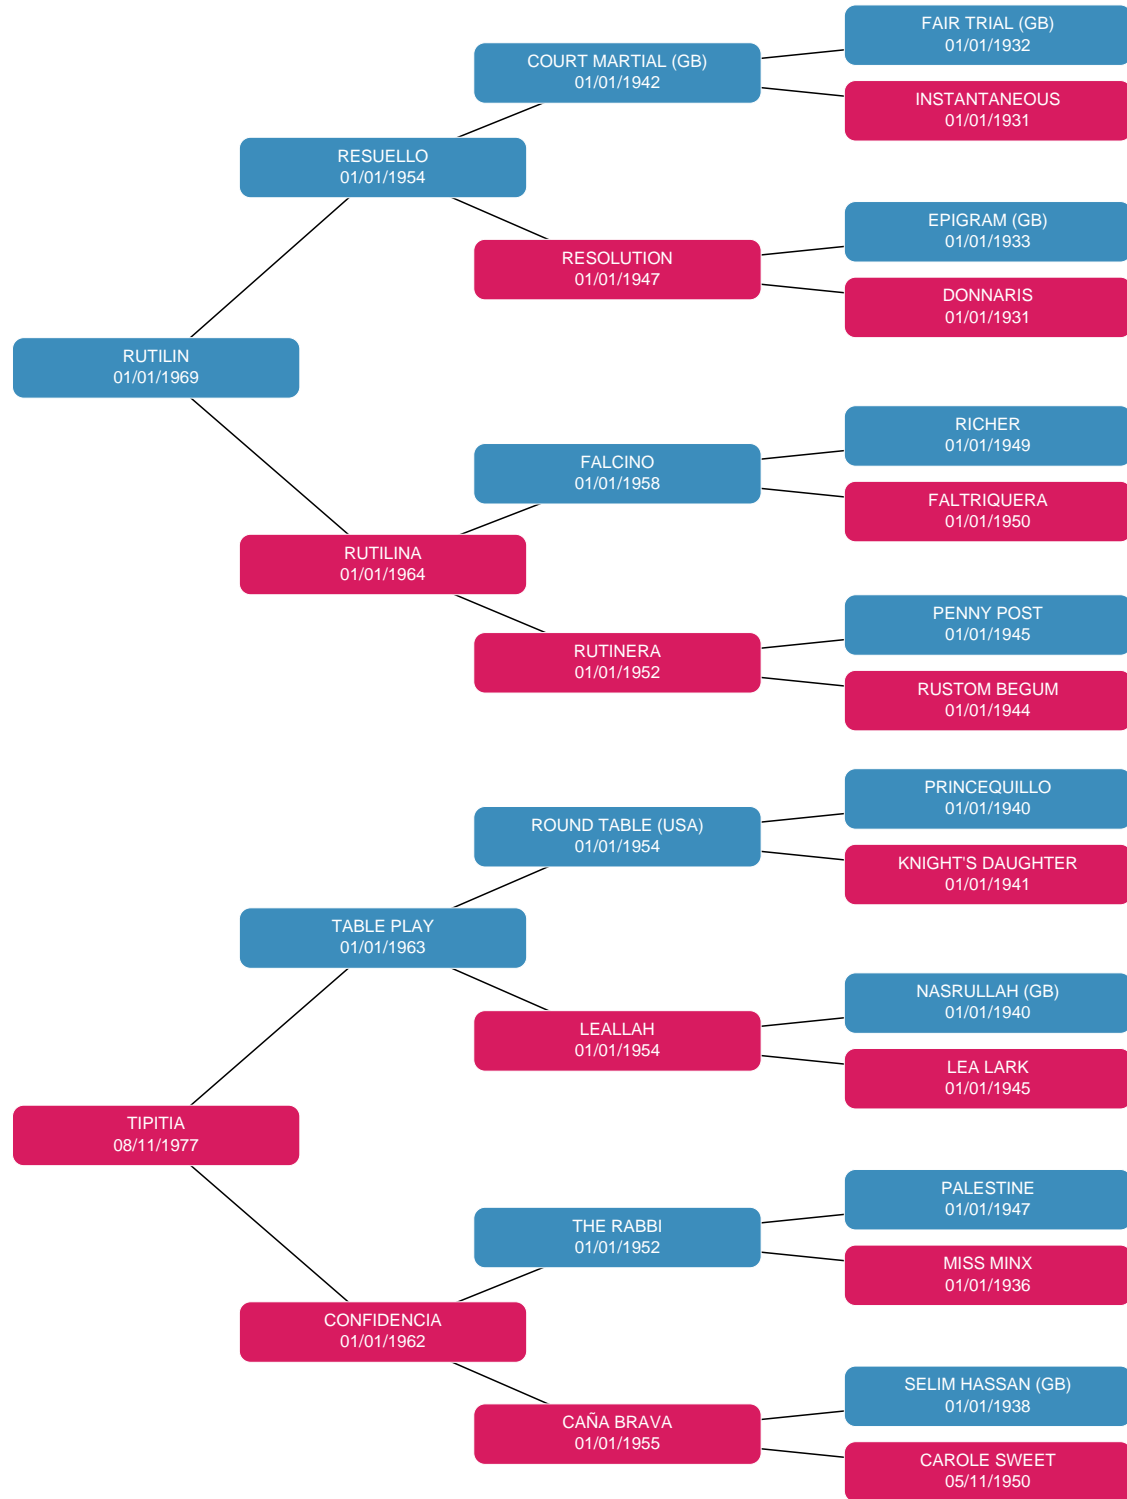 FAIR TRIAL (GB)
01/01/1932
COURT MARTIAL (GB)
01/01/1942
INSTANTANEOUS
01/01/1931
RESUELLO
01/01/1954
EPIGRAM (GB)
01/01/1933
RESOLUTION
01/01/1947
DONNARIS
01/01/1931
RUTILIN
01/01/1969
RICHER
01/01/1949
FALCINO
01/01/1958
FALTRIQUERA
01/01/1950
RUTILINA
01/01/1964
PENNY POST
01/01/1945
RUTINERA
01/01/1952
RUSTOM BEGUM
01/01/1944
PRINCEQUILLO
01/01/1940
ROUND TABLE (USA)
01/01/1954
KNIGHT'S DAUGHTER
01/01/1941
TABLE PLAY
01/01/1963
NASRULLAH (GB)
01/01/1940
LEALLAH
01/01/1954
LEA LARK
01/01/1945
TIPITIA
08/11/1977
PALESTINE
01/01/1947
THE RABBI
01/01/1952
MISS MINX
01/01/1936
CONFIDENCIA
01/01/1962
SELIM HASSAN (GB)
01/01/1938
CAÑA BRAVA
01/01/1955
CAROLE SWEET
05/11/1950